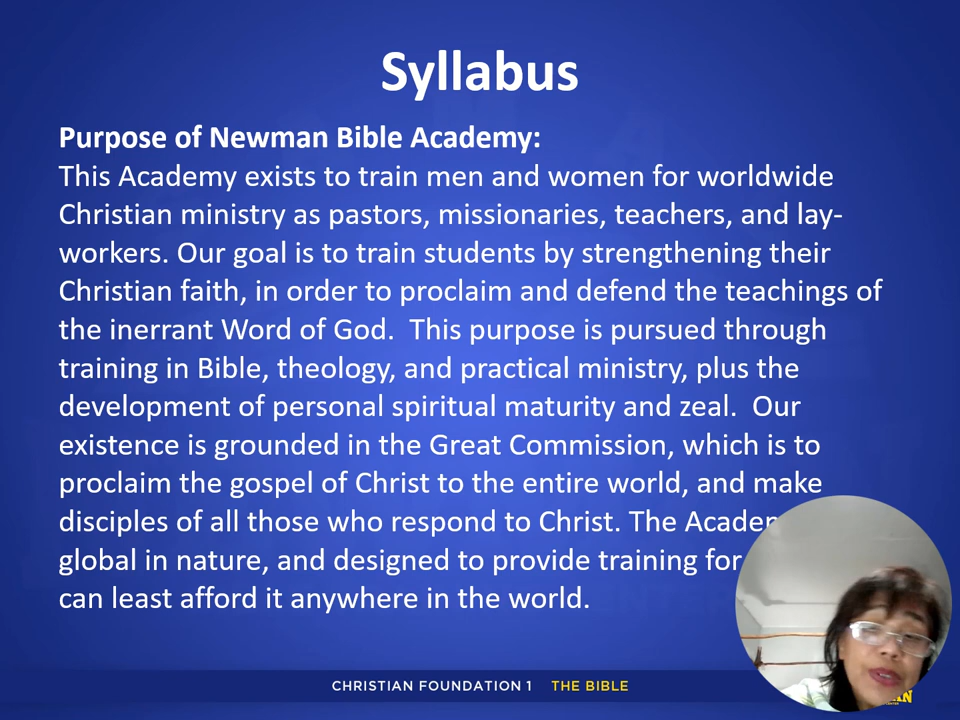 Syllabus
Purpose of Newman Bible Academy:
This Academy exists to train men and women for worldwide
Christian ministry as pastors, missionaries, teachers, and lay-
workers. Our goal is to train students by strengthening their
Christian faith, in order to proclaim and defend the teachings of
the inerrant Word of God.  This purpose is pursued through
training in Bible, theology, and practical ministry, plus the
development of personal spiritual maturity and zeal.  Our
existence is grounded in the Great Commission, which is to
proclaim the gospel of Christ to the entire world, and make
disciples of all those who respond to Christ. The
global in nature, and designed to provide training for
can least afford it anywhere in the world.
CHRISTIAN FOUNDATION 1 THE BIBLE